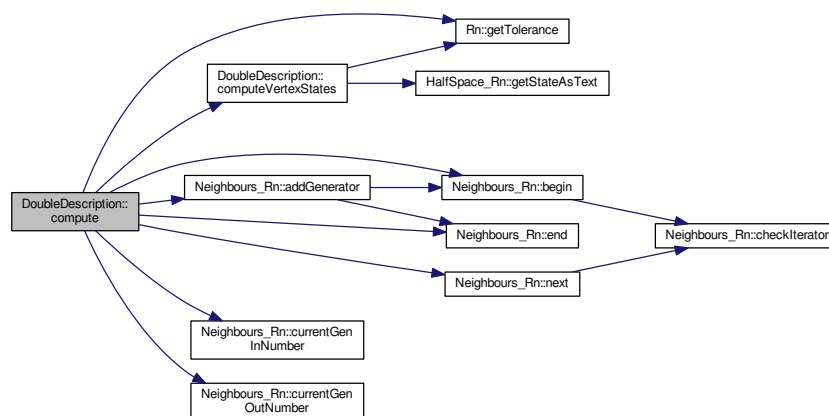 Rn::getTolerance
DoubleDescription::
computeVertexStates
HalfSpace_Rn::getStateAsText
DoubleDescription::
compute
Neighbours_Rn::addGenerator
Neighbours_Rn::begin
Neighbours_Rn::end
Neighbours_Rn::checkIterator
Neighbours_Rn::next
Neighbours_Rn::currentGen
InNumber
Neighbours_Rn::currentGen
OutNumber